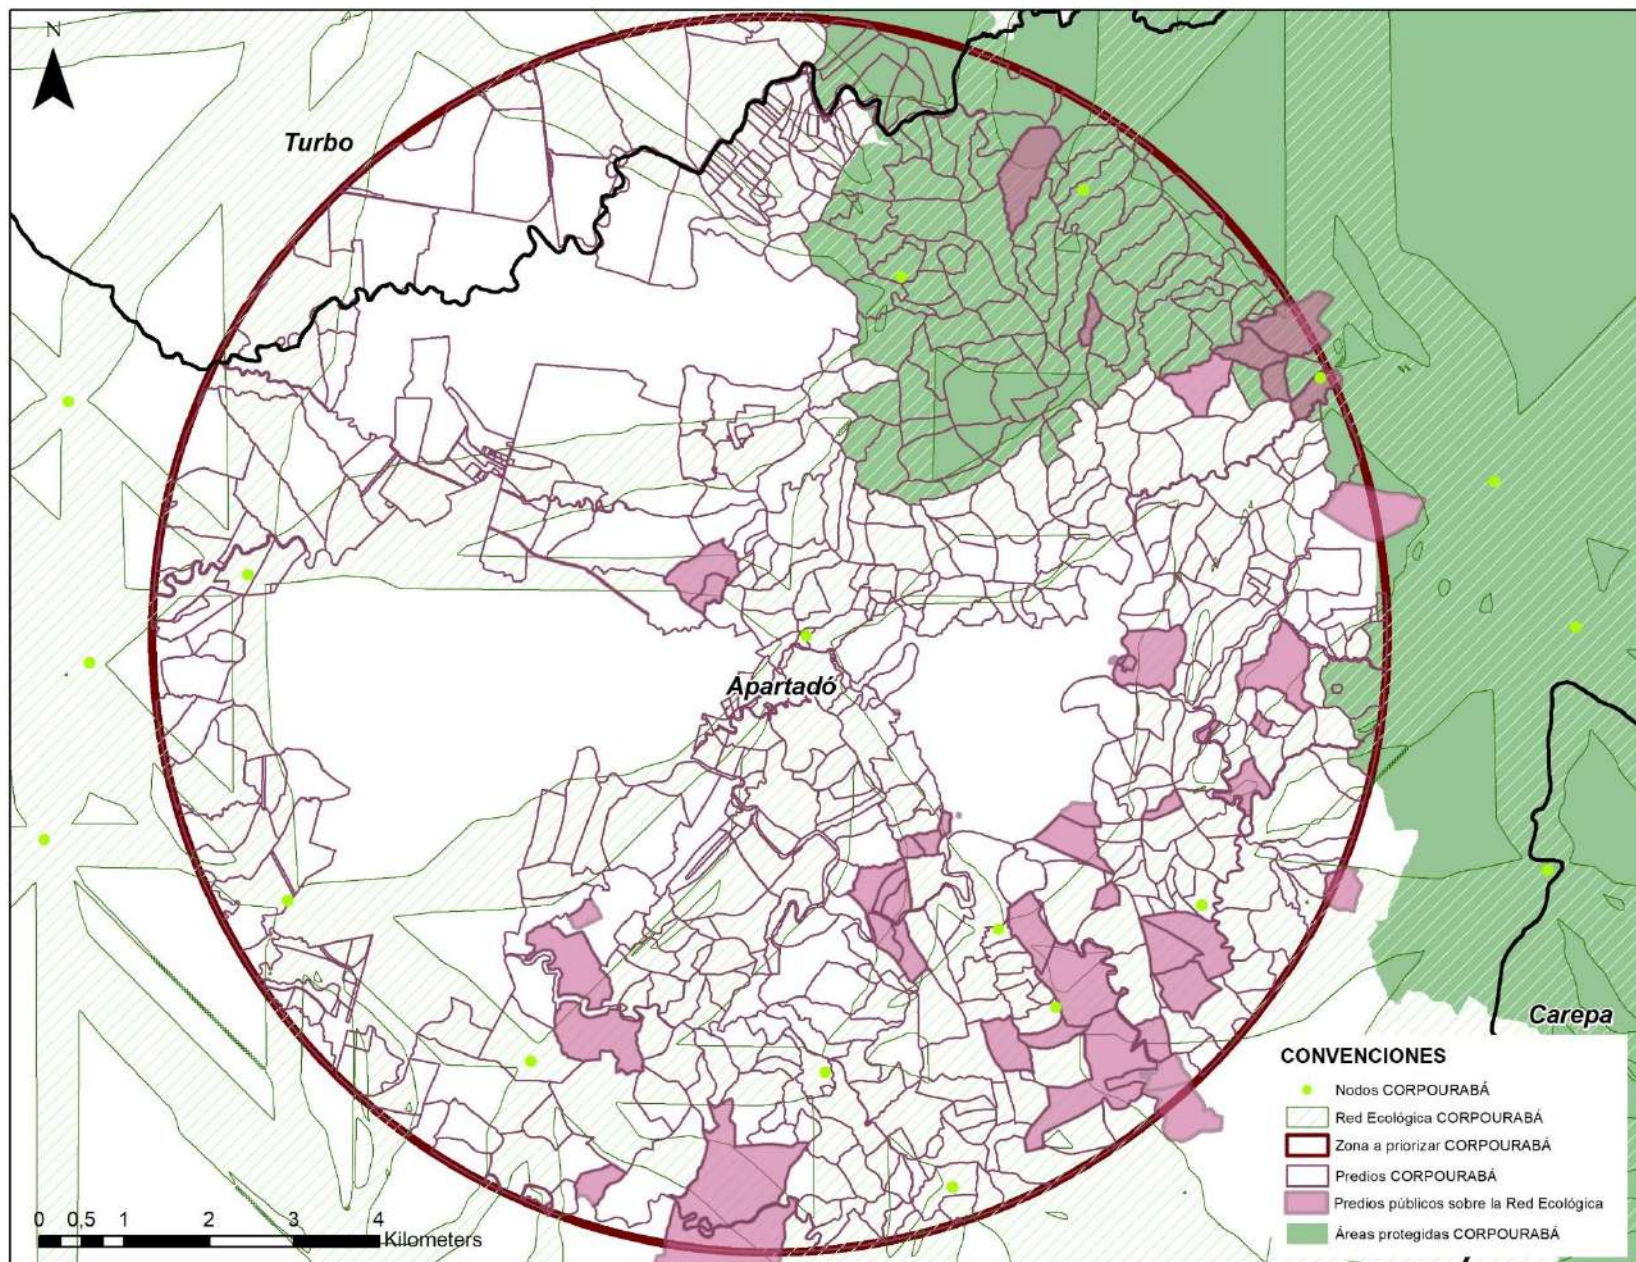 N
Turbo
Apartadó
Carepa
CONVENCIONES
Nodos CORPOURABÁ
Red Ecológica CORPOURABÁ
Zona a priorizar CORPOURABÁ
Predios CORPOURABÁ
Predios públicos sobre la Red Ecológica
Áreas protegidas CORPOURABÁ
0 0,5 1 2 3 4
Kilometers